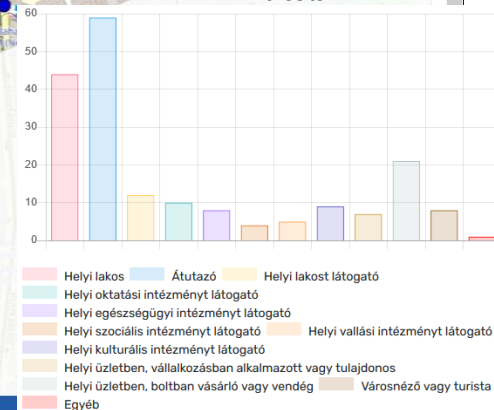 60
50
40
30
20
10
0
Helyi lakos Átutazó Helyi lakost látogató
Helyi oktatási intézményt látogató
Helyi egészségügyi intézményt látogató
Helyi szociális intézményt látogató Helyi vallási intézményt látogató
Helyi kulturális intézményt látogató
Helyi üzletben, vállalkozásban alkalmazott vagy tulajdonos
Helyi üzletben, boltban vásárló vagy vendég Városnéző vagy turista
Egyéb